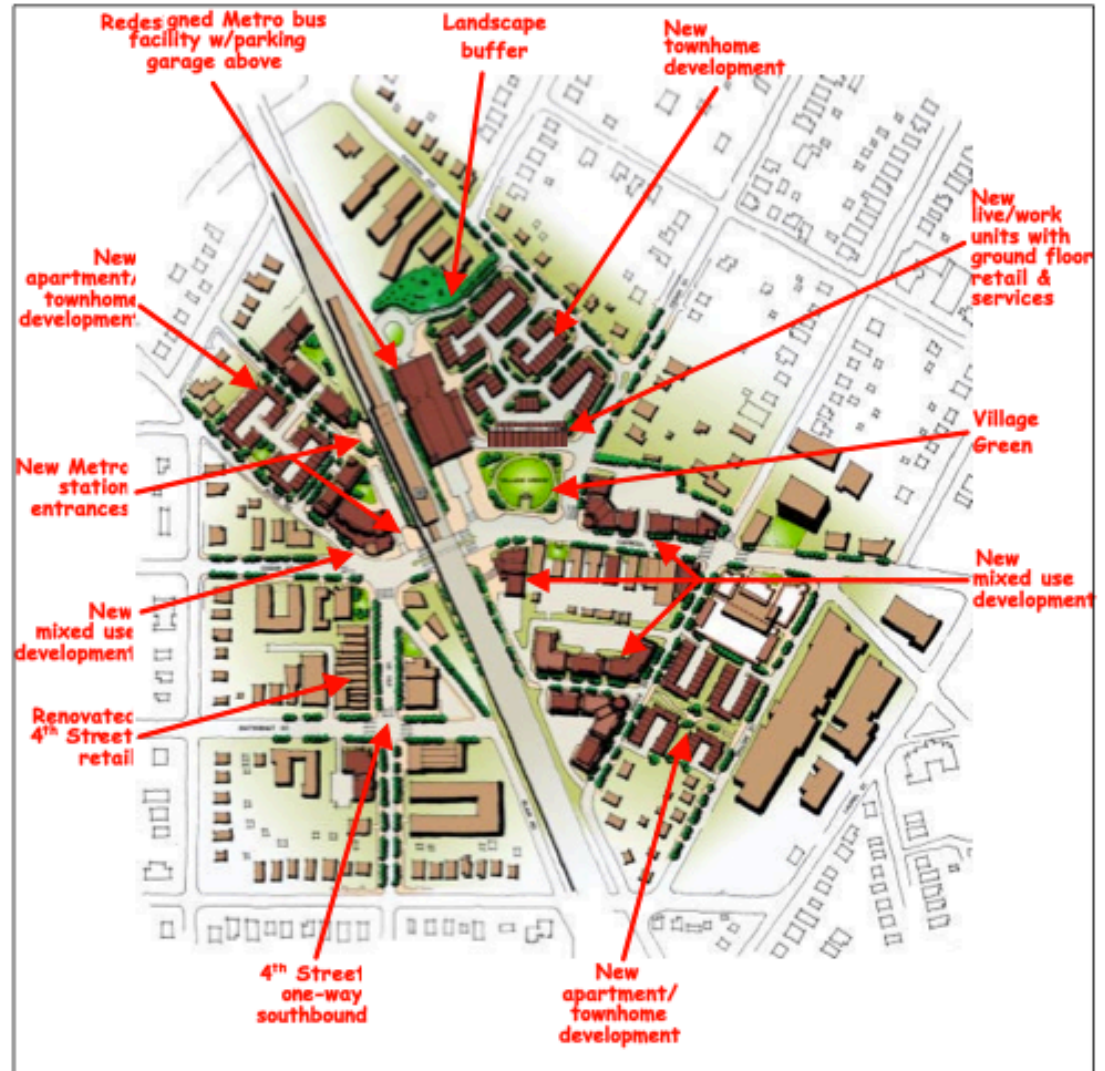 Redesigned Metro bus
facility w/parking
garage above
Landscape
buffer
New
townhome
development
New
live/work
units with
ground floor
retail &
services
New
apartment/
townhome
development
Village
Green
VILLAGE GREEN
New Metro
station
entrances
New
mixed use
development
New
mixed use
development
Renovated
4th Street
retail
4th Street
one-way
southbound
New
apartment/
townhome
development